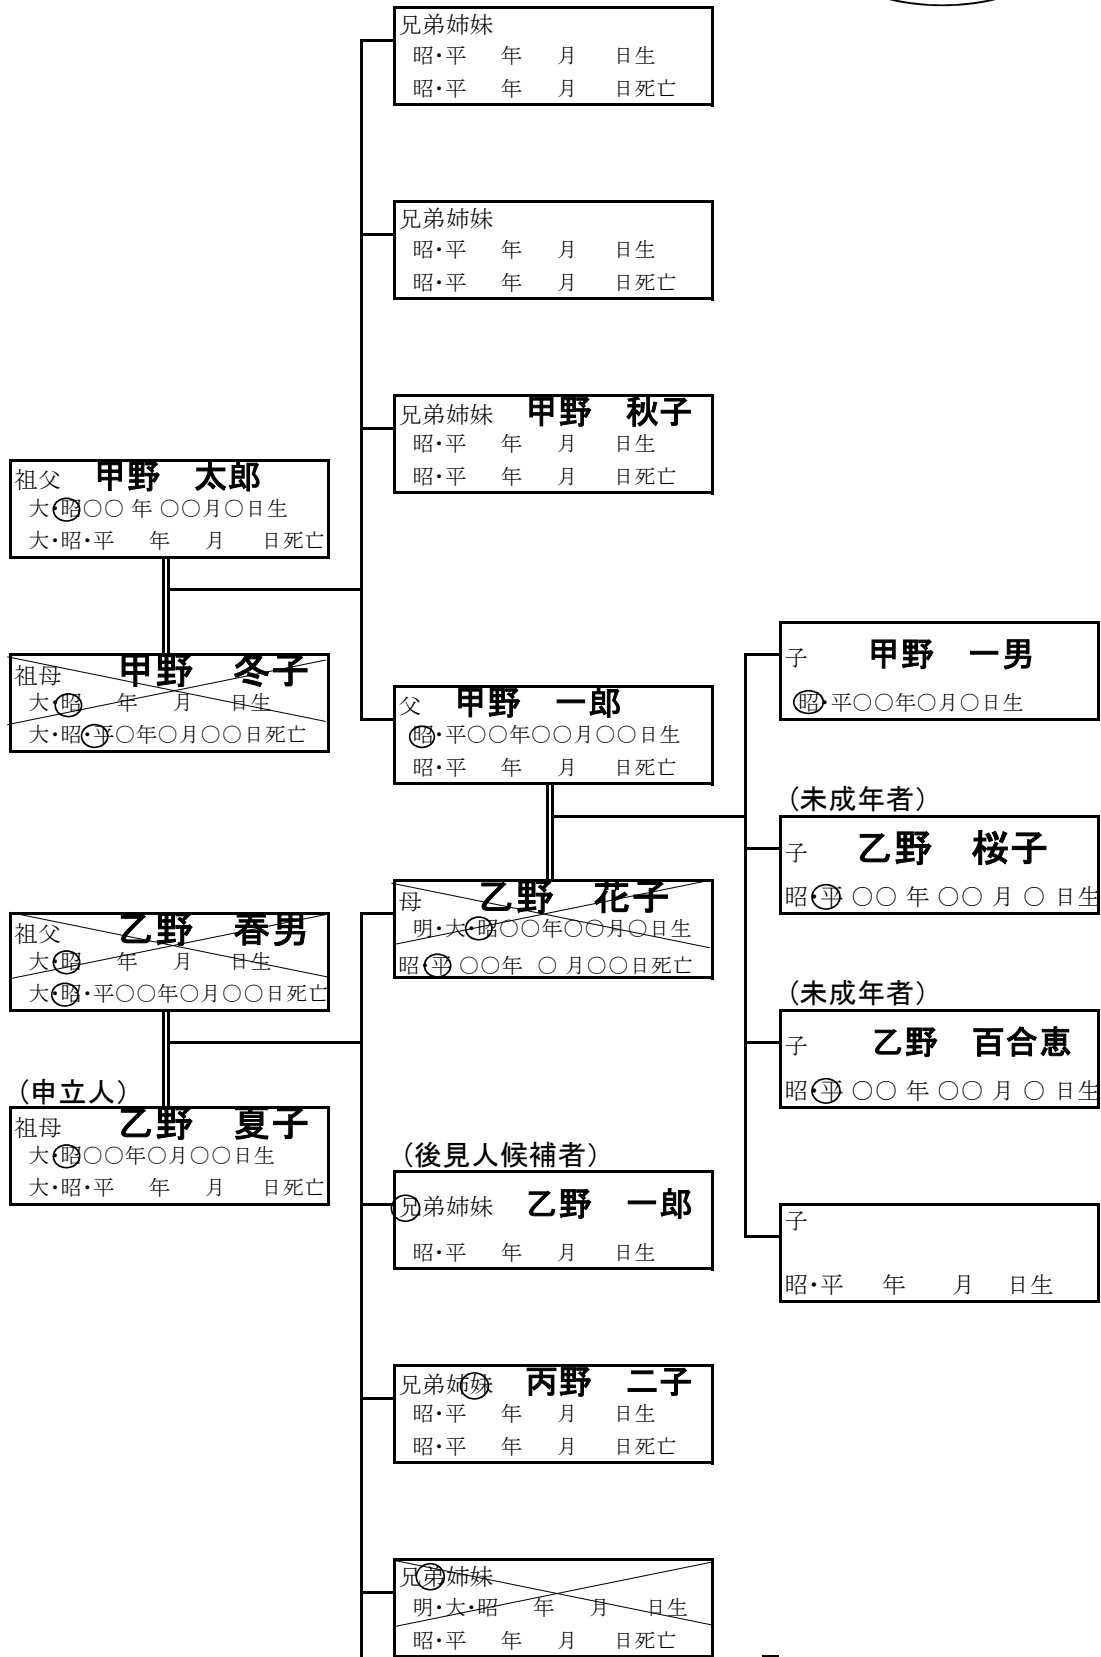 兄弟姉妹
昭・平 年 月 日生
昭・平 年 月 日死亡
兄弟姉妹
昭・平 年 月 日生
昭・平 年 月 日死亡
兄弟姉妹 甲野 秋子
昭・平 年 月 日生
昭・平 年 月 日死亡
祖父 甲野 太郎
大・昭〇〇 年 〇〇月〇日生
大・昭・平 年 月 日死亡
祖母 甲野 冬子
大・昭 年 月 日生
大・昭・平〇年〇月〇〇日死亡
父 甲野 一郎
昭・平〇〇年〇〇月〇〇日生
昭・平 年 月 日死亡
子 甲野 一男
昭・平〇〇年〇月〇日生
（未成年者）
子 乙野 桜子
昭・平 〇〇 年 〇〇 月 〇 日生
母 乙野 花子
明・大・昭〇〇年〇〇月〇日生
昭・平 〇〇年 〇 月〇〇日死亡
祖父 乙野 春男
大・昭 年 月 日生
大・昭・平〇〇年〇月〇〇日死亡
（未成年者）
子 乙野 百合恵
昭・平 〇〇 年 〇〇 月 〇 日生
（申立人）
祖母 乙野 夏子
大・昭〇〇年〇月〇〇日生
大・昭・平 年 月 日死亡
（後見人候補者）
兄弟姉妹 乙野 一郎
昭・平 年 月 日生
子
昭・平 年 月 日生
兄弟姉妹 丙野 二子
昭・平 年 月 日生
昭・平 年 月 日死亡
兄弟姉妹
明・大・昭 年 月 日生
昭・平 年 月 日死亡